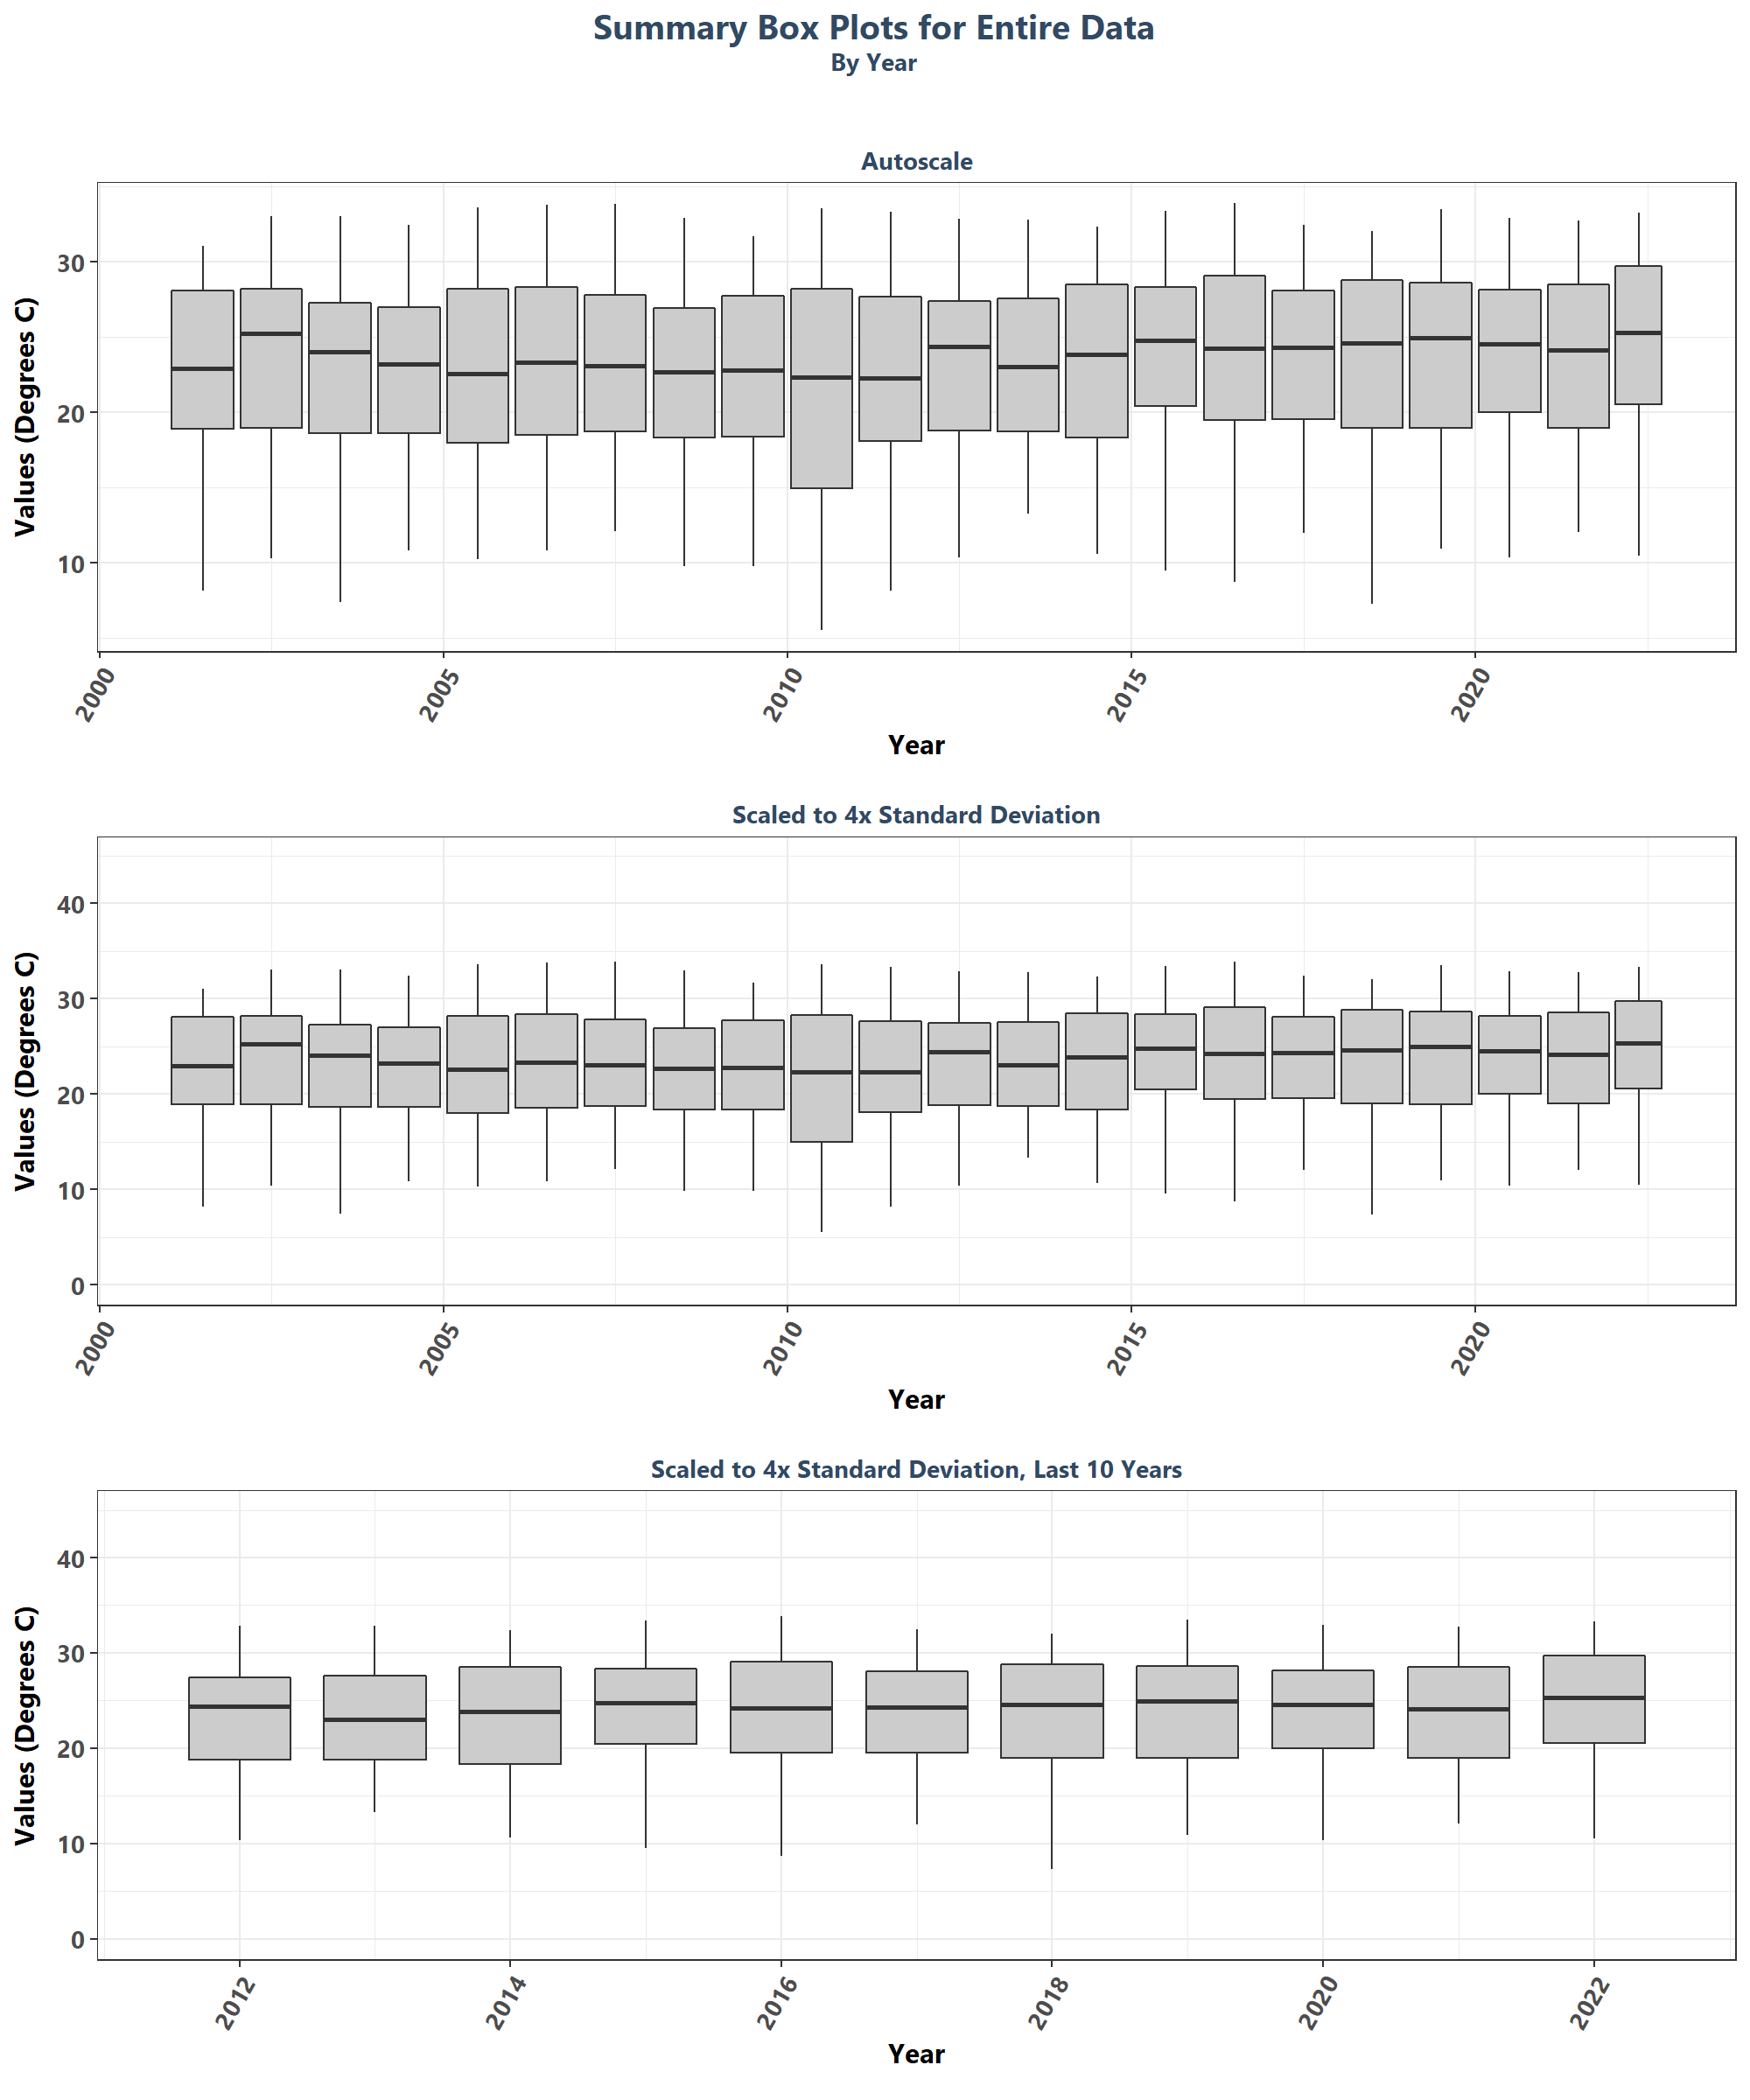 Summary Box Plots for Entire Data
By Year
Autoscale
Values (Degrees C)
30
20
10
2000 2005 2010 2015 2020
Year
Scaled to 4x Standard Deviation
Values (Degrees C)
40
30
20
10
0
2000 2005 2010 2015 2020
Year
Scaled to 4x Standard Deviation, Last 10 Years
Values (Degrees C)
40
30
20
10
0
2012 2014 2016 2018 2020 2022
Year